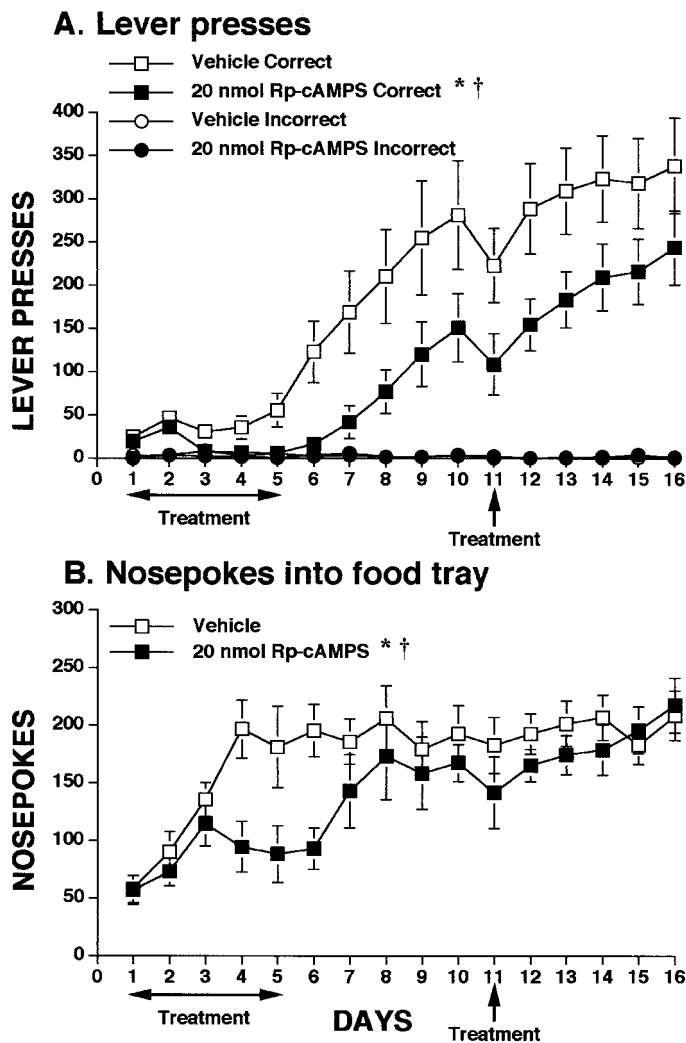 A. Lever presses
Vehicle Correct
20 nmol Rp-cAMPS Correct * †
Vehicle Incorrect
20 nmol Rp-cAMPS Incorrect
400
350
300
250
200
150
100
50
0
LEVER PRESSES
0 1 2 3 4 5 6 7 8 9 10 11 12 13 14 15 16
Treatment
Treatment
B. Nosepokes into food tray
Vehicle
20 nmol Rp-cAMPS * †
300
250
200
150
100
50
0
NOSEPOKES
0 1 2 3 4 5 6 7 8 9 10 11 12 13 14 15 16
Treatment
DAYS
Treatment